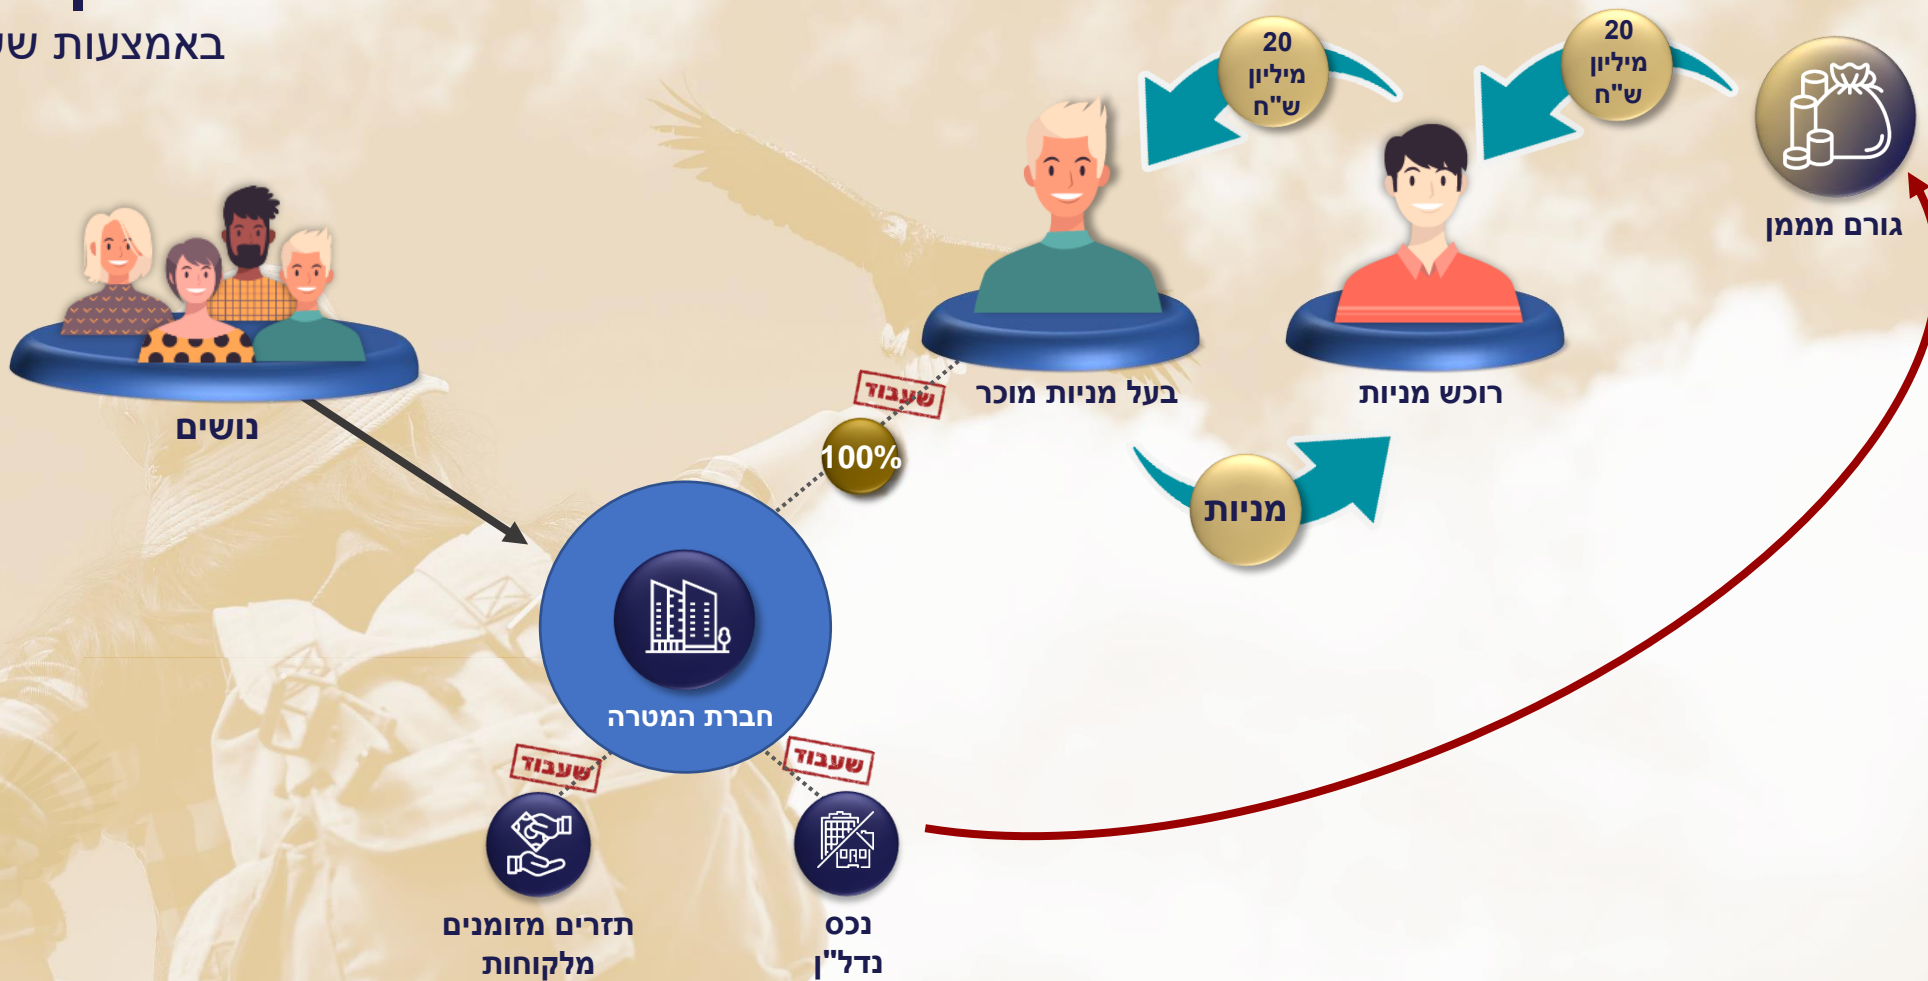 באמצעות
20
מיליון
ש"ח
20
מיליון
ש"ח
גורם מממן
רוכש מניות
בעל מניות מוכר
שעבוד
100%
מניות
נושים
חברת המטרה
שעבוד
שעבוד
נכס
נדל"ן
תזרים מזומנים
מלקוחות